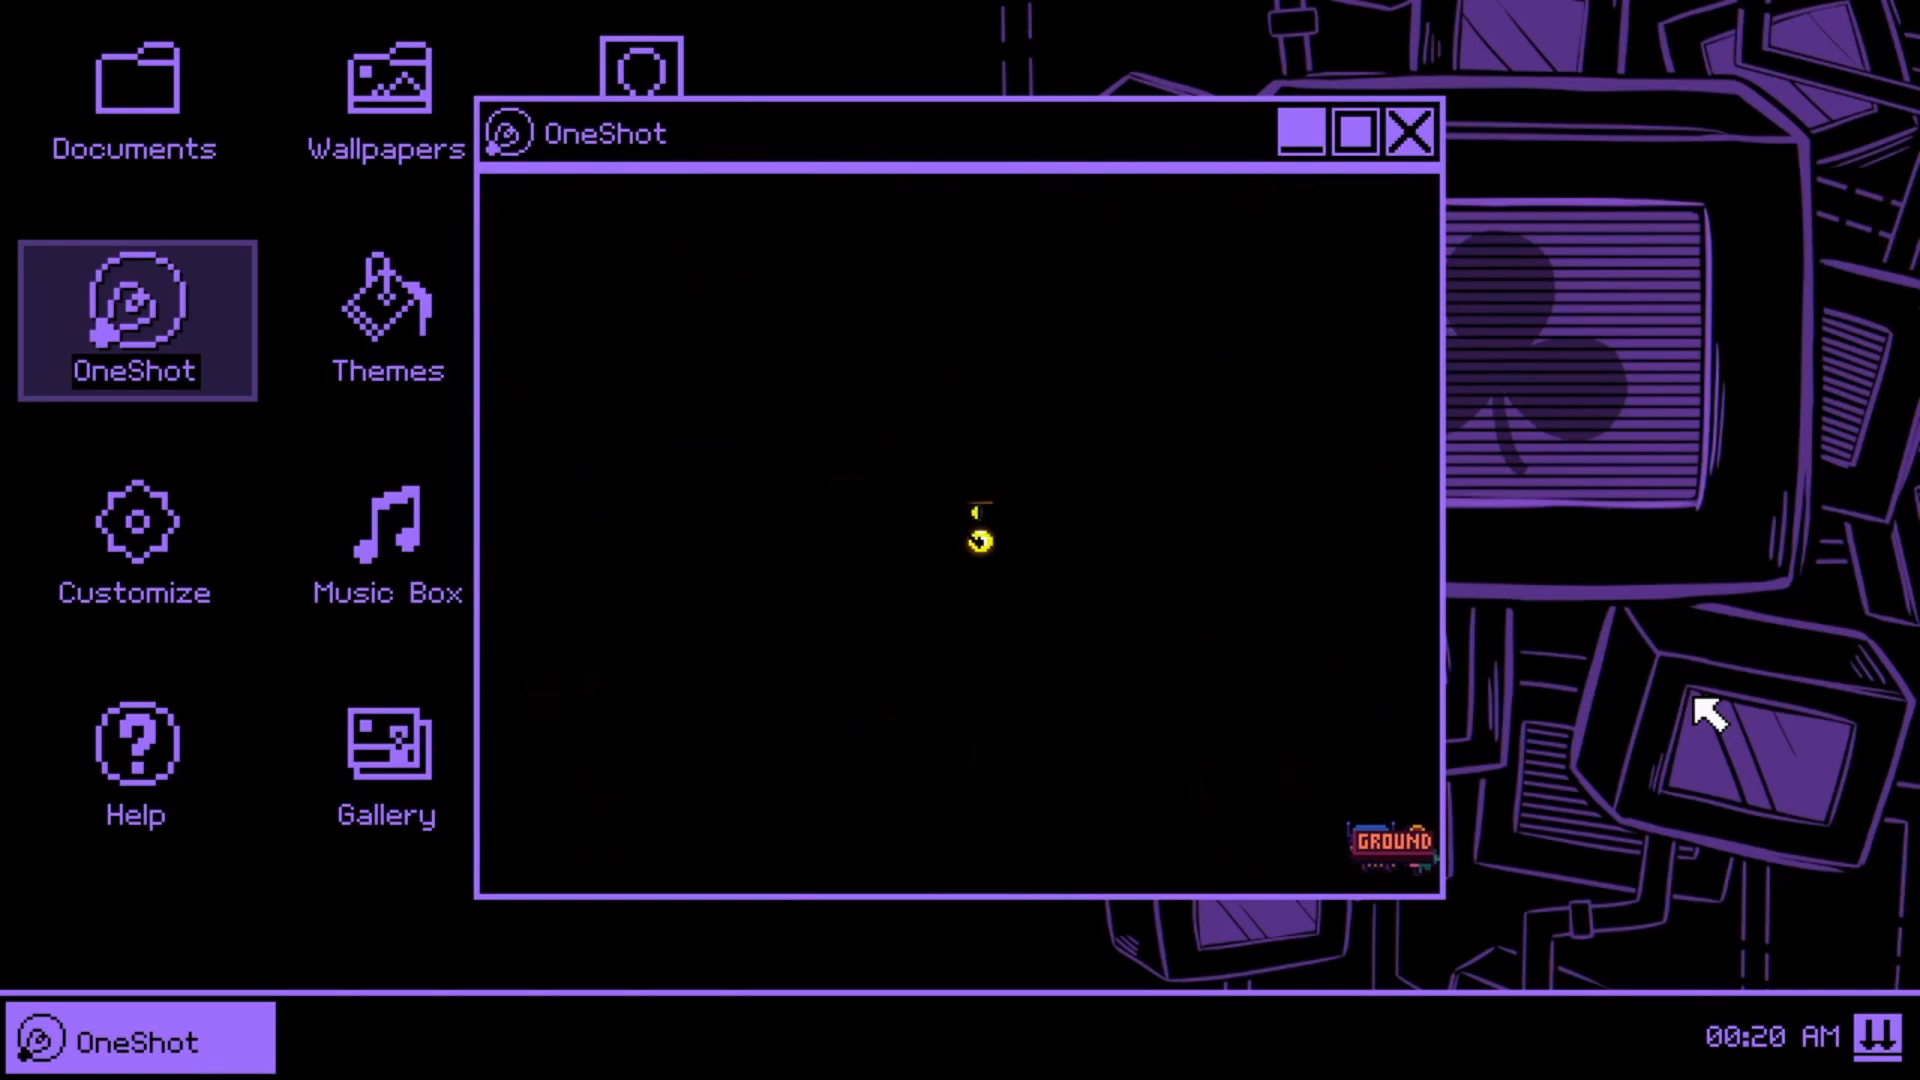 Documents
Wallpapers
OneShot
OneShot
Themes
Customize
Music Box
Help
Gallery
GROUND
OneShot
00:20 AM